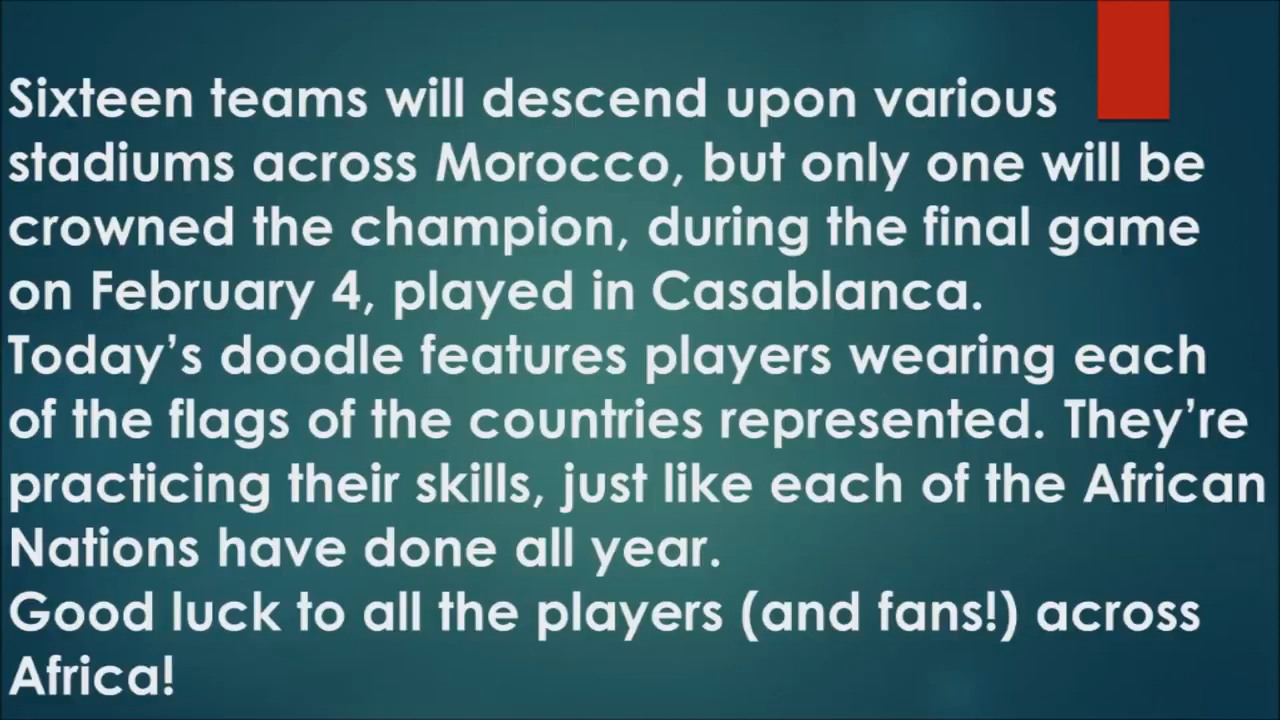 Sixteen teams will descend upon various
stadiums across Morocco, but only one will be
crowned the champion, during the final game
on February 4, played in Casablanca.
Today’s doodle features players wearing each
of the flags of the countries represented. They’re
practicing their skills, just like each of the African
Nations have done all year.
Good luck to all the players (and fans!) across
Africa!